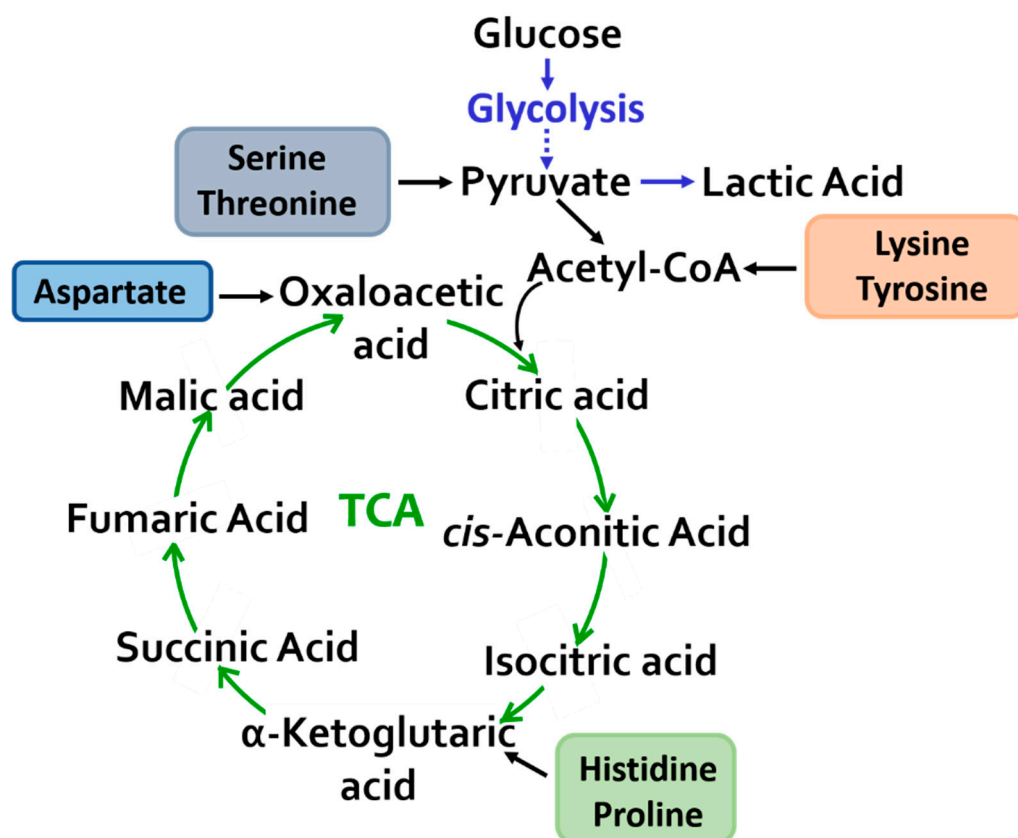 Glucose
Glycolysis
Serine
Threonine
Pyruvate
Lactic Acid
Acetyl-CoA
Lysine
Tyrosine
Aspartate
Oxaloacetic
acid
Malic acid
Citric acid
Fumaric Acid
TCA
cis-Aconitic Acid
Succinic Acid
Isocitric acid
α-Ketoglutaric
acid
Histidine
Proline